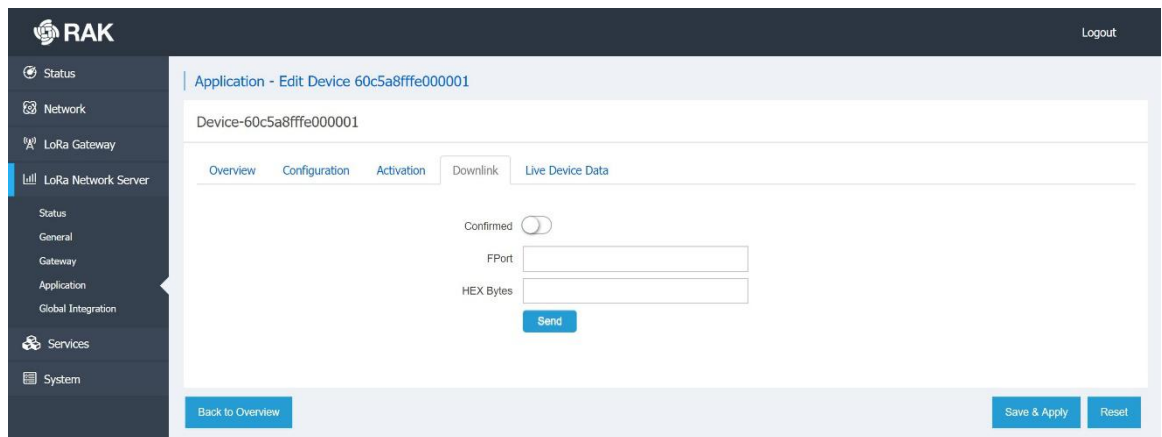 RAK
Logout
Status
Network
LoRa Gateway
LoRa Network Server
Status
General
Gateway
Application
Global Integration
Services
System
Application - Edit Device 60c5a8fffe000001
Device-60c5a8fffe000001
Overview Configuration Activation Downlink Live Device Data
Confirmed
FPort
HEX Bytes
Send
Back to Overview Save & Apply Reset